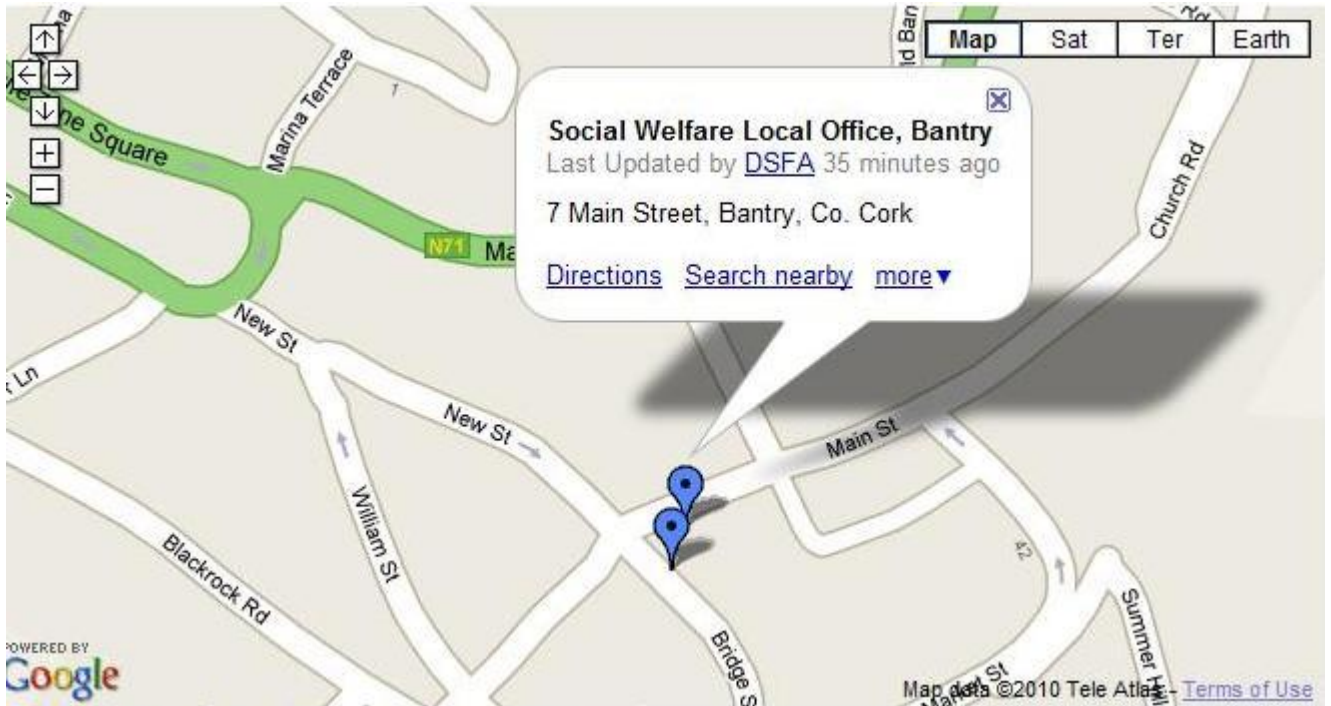 Map
Sat
Ter
Earth
Social Welfare Local Office, Bantry
Last Updated by DSFA 35 minutes ago
7 Main Street, Bantry, Co. Cork
Directions Search nearby more▼
Square
Marina Terrace
1
N71
Ma
Church Rd
Rd
New St
Ln
New St
Main St
William St
Blackrock Rd
42
Summer Hill
Bridge S
Market St
POWERED BY
Google
Map data ©2010 Tele Atlas - Terms of Use